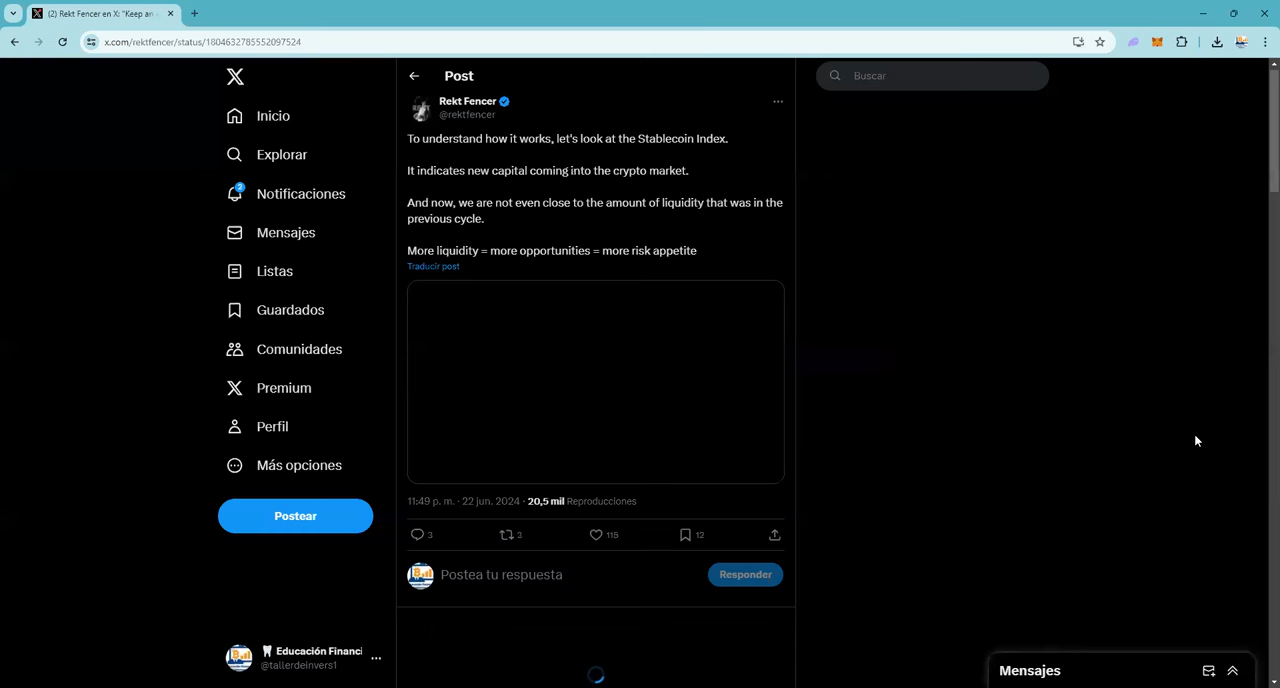 (2) Rekt Fencer en X: "Keep an
x.com/rektfencer/status/1804632785552097524
Inicio
Explorar
2
Notificaciones
Mensajes
Listas
Guardados
Comunidades
Premium
Perfil
Más opciones
Postear
Educación Financi
@tallerdeinvers1
Post
Rekt Fencer
@rektfencer
To understand how it works, let's look at the Stablecoin Index.
It indicates new capital coming into the crypto market.
And now, we are not even close to the amount of liquidity that was in the
previous cycle.
More liquidity = more opportunities = more risk appetite
Traducir post
11:49 p. m. · 22 jun. 2024 · 20,5 mil Reproducciones
3 3 115 12
Postea tu respuesta
Responder
Buscar
Mensajes